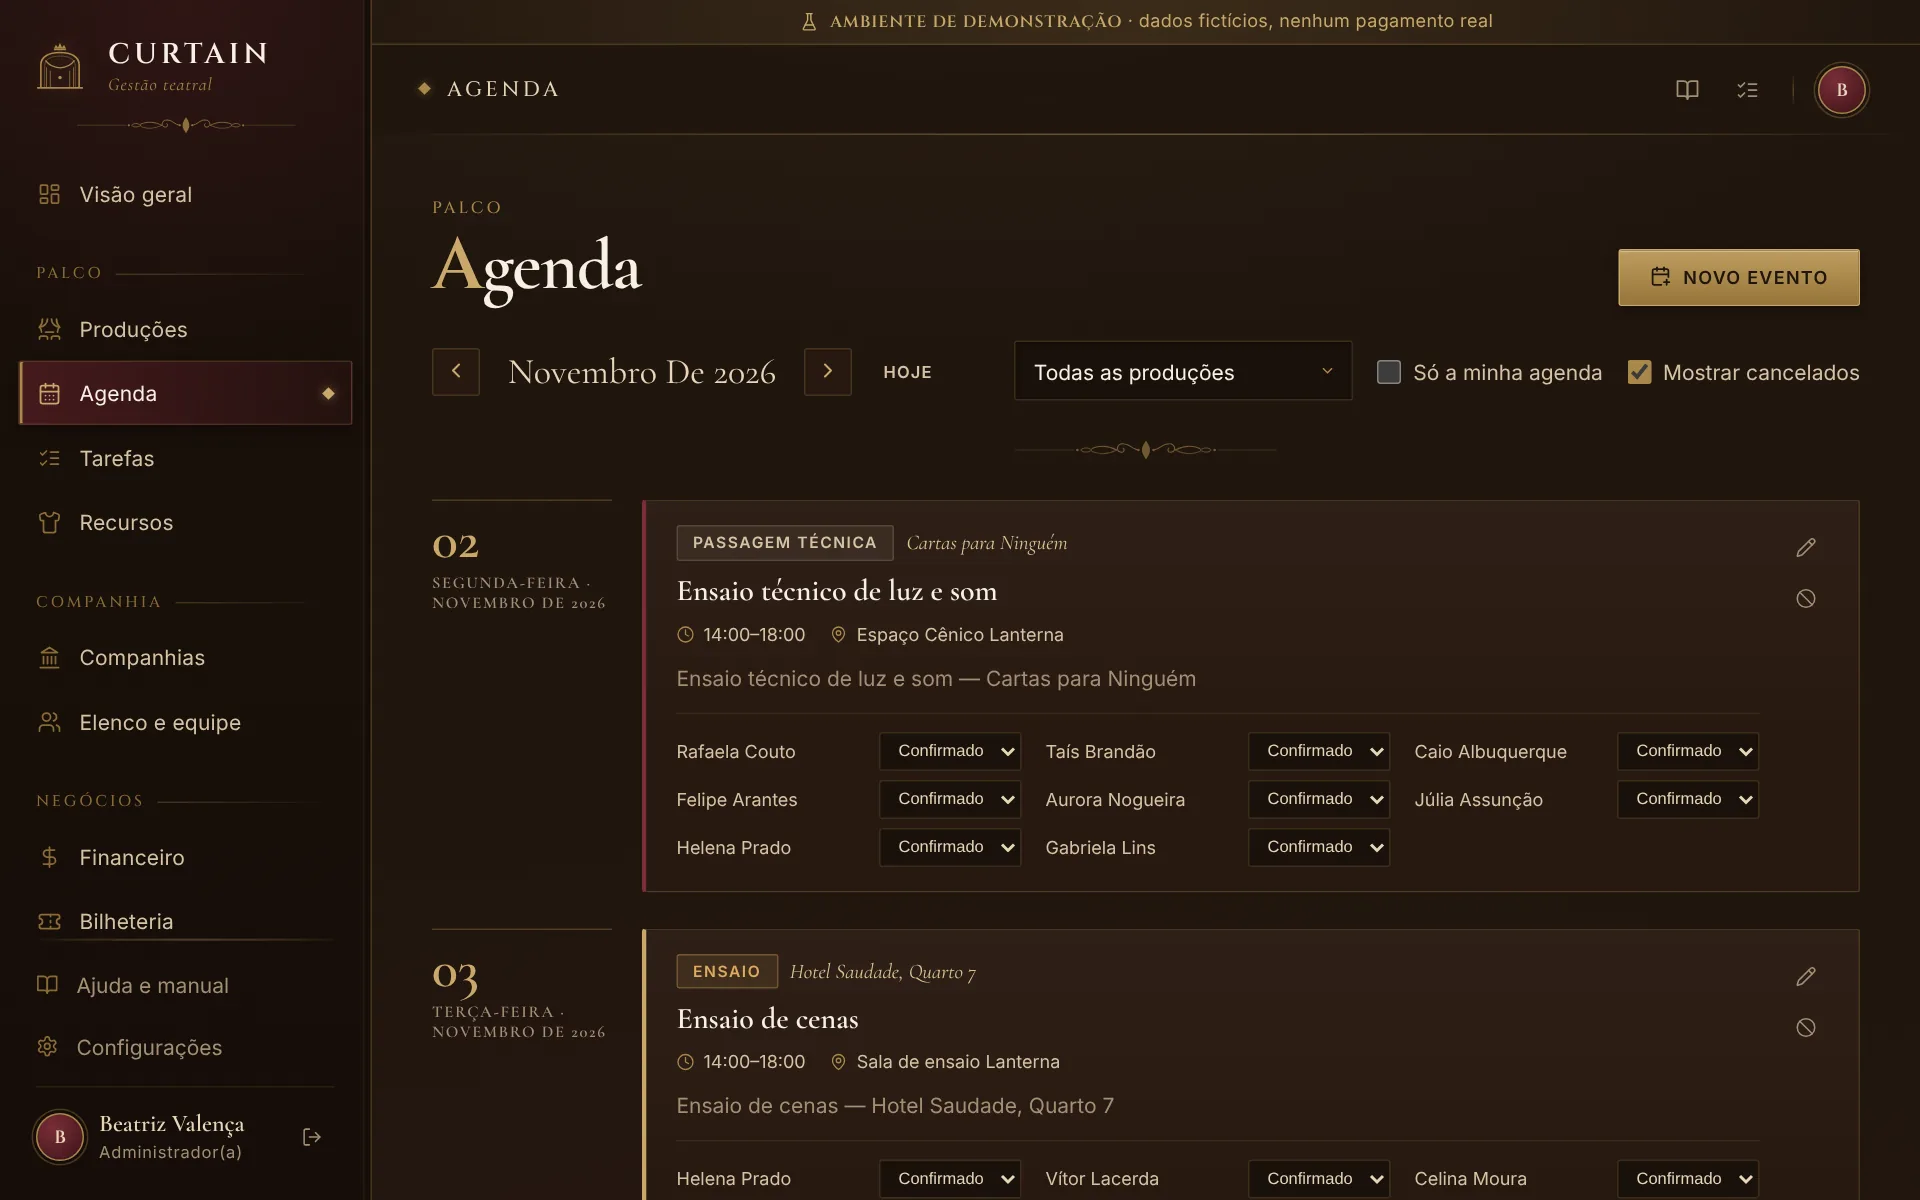 CURTAIN
Gestão teatral
Visão geral
PALCO
Produções
Agenda
Tarefas
Recursos
COMPANHIA
Companhias
Elenco e equipe
NEGÓCIOS
Financeiro
Bilheteria
Ajuda e manual
Configurações
B
Beatriz Valença
Administrador(a)
AMBIENTE DE DEMONSTRAÇÃO · dados fictícios, nenhum pagamento real
AGENDA
B
PALCO
Agenda
NOVO EVENTO
Novembro De 2026
HOJE
Todas as produções
Só a minha agenda
Mostrar cancelados
02
SEGUNDA-FEIRA ·
NOVEMBRO DE 2026
PASSAGEM TÉCNICA Cartas para Ninguém
Ensaio técnico de luz e som
14:00–18:00 Espaço Cênico Lanterna
Ensaio técnico de luz e som — Cartas para Ninguém
Rafaela Couto Confirmado Taís Brandão Confirmado Caio Albuquerque Confirmado
Felipe Arantes Confirmado Aurora Nogueira Confirmado Júlia Assunção Confirmado
Helena Prado Confirmado Gabriela Lins Confirmado
03
TERÇA-FEIRA ·
NOVEMBRO DE 2026
ENSAIO Hotel Saudade, Quarto 7
Ensaio de cenas
14:00–18:00 Sala de ensaio Lanterna
Ensaio de cenas — Hotel Saudade, Quarto 7
Helena Prado Confirmado Vítor Lacerda Confirmado Celina Moura Confirmado